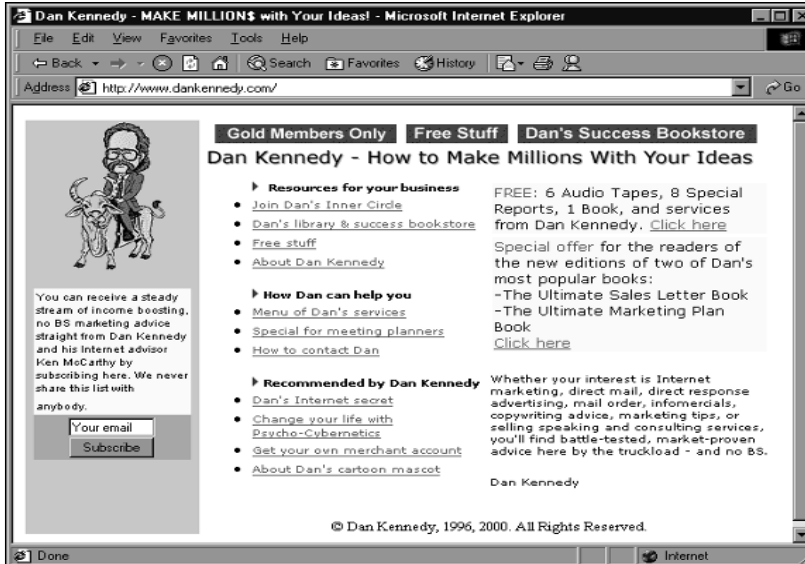 Dan Kennedy - MAKE MILLION$ with Your Ideas! - Microsoft Internet Explorer
File Edit View Favorites Tools Help
Back Search Favorites History
Address http://www.dankennedy.com/ Go
Gold Members Only Free Stuff Dan's Success Bookstore
Dan Kennedy - How to Make Millions With Your Ideas
You can receive a steady
stream of income boosting,
no BS marketing advice
straight from Dan Kennedy
and his Internet advisor
Ken McCarthy by
subscribing here. We never
share this list with
anybody.
Your email
Subscribe
Resources for your business
Join Dan's Inner Circle
Dan's library & success bookstore
Free stuff
About Dan Kennedy
How Dan can help you
Menu of Dan's services
Special for meeting planners
How to contact Dan
Recommended by Dan Kennedy
Dan's Internet secret
Change your life with
Psycho-Cybernetics
Get your own merchant account
About Dan's cartoon mascot
FREE: 6 Audio Tapes, 8 Special
Reports, 1 Book, and services
from Dan Kennedy. Click here
Special offer for the readers of
the new editions of two of Dan's
most popular books:
-The Ultimate Sales Letter Book
-The Ultimate Marketing Plan
Book
Click here
Whether your interest is Internet
marketing, direct mail, direct response
advertising, mail order, infomercials,
copywriting advice, marketing tips, or
selling speaking and consulting services,
you'll find battle-tested, market-proven
advice here by the truckload - and no BS.
Dan Kennedy
© Dan Kennedy, 1996, 2000. All Rights Reserved.
Done Internet